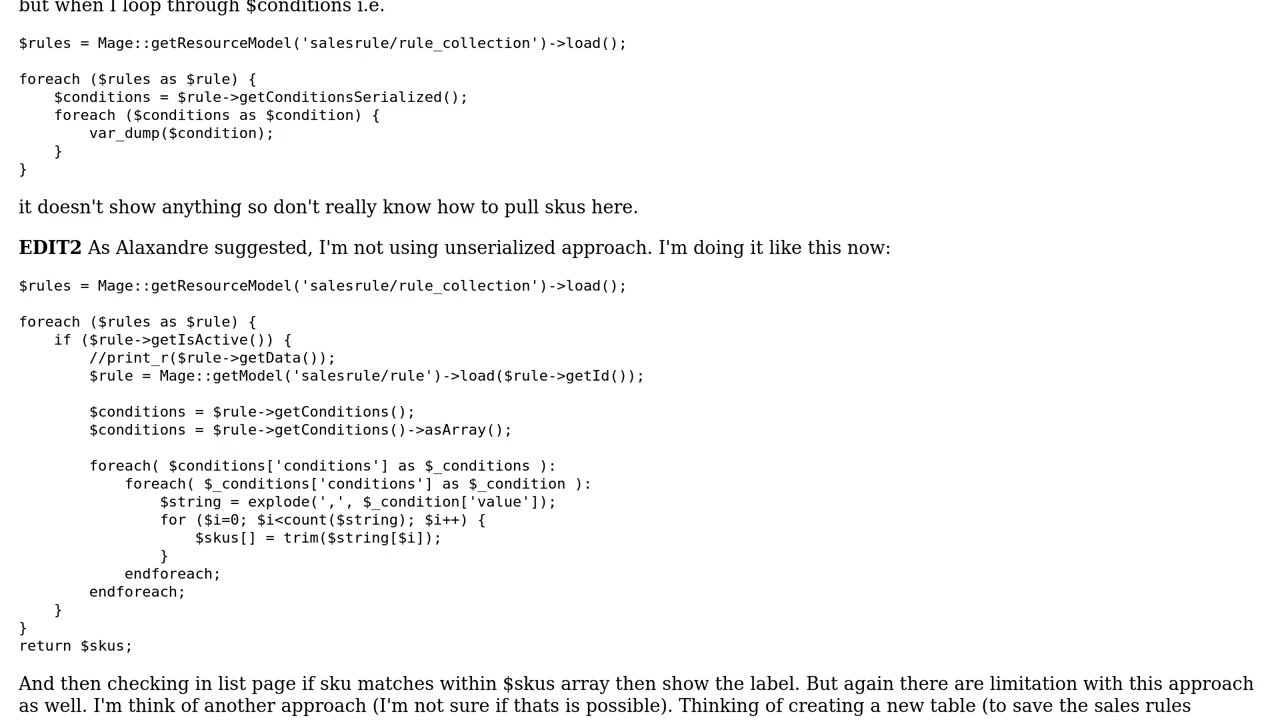 but when I loop through $conditions i.e.
$rules = Mage::getResourceModel('salesrule/rule_collection')->load();
foreach ($rules as $rule) {
    $conditions = $rule->getConditionsSerialized();
    foreach ($conditions as $condition) {
        var_dump($condition);
    }
}
it doesn't show anything so don't really know how to pull skus here.
EDIT2 As Alaxandre suggested, I'm not using unserialized approach. I'm doing it like this now:
$rules = Mage::getResourceModel('salesrule/rule_collection')->load();
foreach ($rules as $rule) {
    if ($rule->getIsActive()) {
        //print_r($rule->getData());
        $rule = Mage::getModel('salesrule/rule')->load($rule->getId());
        $conditions = $rule->getConditions();
        $conditions = $rule->getConditions()->asArray();
        foreach( $conditions['conditions'] as $_conditions ):
            foreach( $_conditions['conditions'] as $_condition ):
                $string = explode(',', $_condition['value']);
                for ($i=0; $i<count($string); $i++) {
                    $skus[] = trim($string[$i]);
                }
            endforeach;
        endforeach;
    }
}
return $skus;
And then checking in list page if sku matches within $skus array then show the label. But again there are limitation with this approach
as well. I'm think of another approach (I'm not sure if thats is possible). Thinking of creating a new table (to save the sales rules